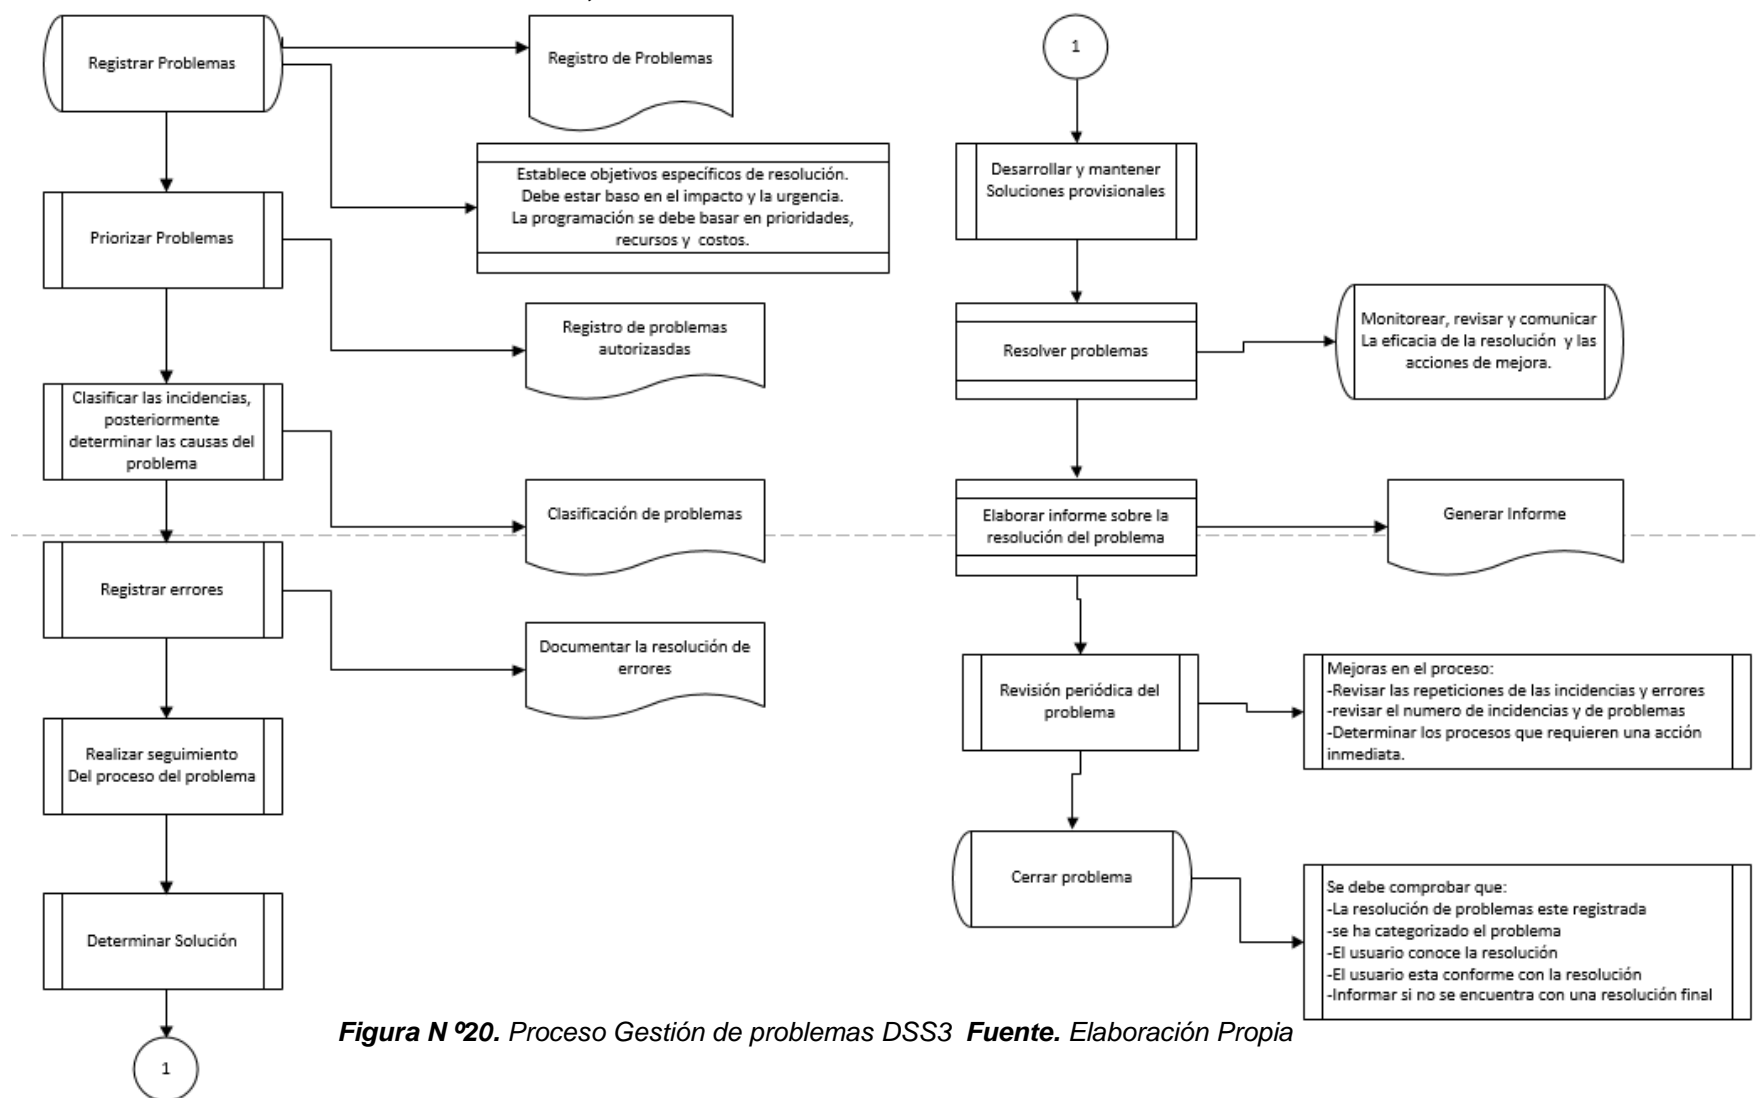 Registrar Problemas
Registro de Problemas
Establece objetivos específicos de resolución.
Debe estar baso en el impacto y la urgencia.
La programación se debe basar en prioridades,
recursos y costos.
Priorizar Problemas
Registro de problemas
autorizasdas
Clasificar las incidencias,
posteriormente
determinar las causas del
problema
Clasificación de problemas
Registrar errores
Documentar la resolución de
errores
Realizar seguimiento
Del proceso del problema
Determinar Solución
1
1
Desarrollar y mantener
Soluciones provisionales
Resolver problemas
Monitorear, revisar y comunicar
La eficacia de la resolución y las
acciones de mejora.
Elaborar informe sobre la
resolución del problema
Generar Informe
Revisión periódica del
problema
Mejoras en el proceso:
-Revisar las repeticiones de las incidencias y errores
-revisar el numero de incidencias y de problemas
-Determinar los procesos que requieren una acción
inmediata.
Cerrar problema
Se debe comprobar que:
-La resolución de problemas este registrada
-se ha categorizado el problema
-El usuario conoce la resolución
-El usuario esta conforme con la resolución
-Informar si no se encuentra con una resolución final
Figura N º20. Proceso Gestión de problemas DSS3 Fuente. Elaboración Propia